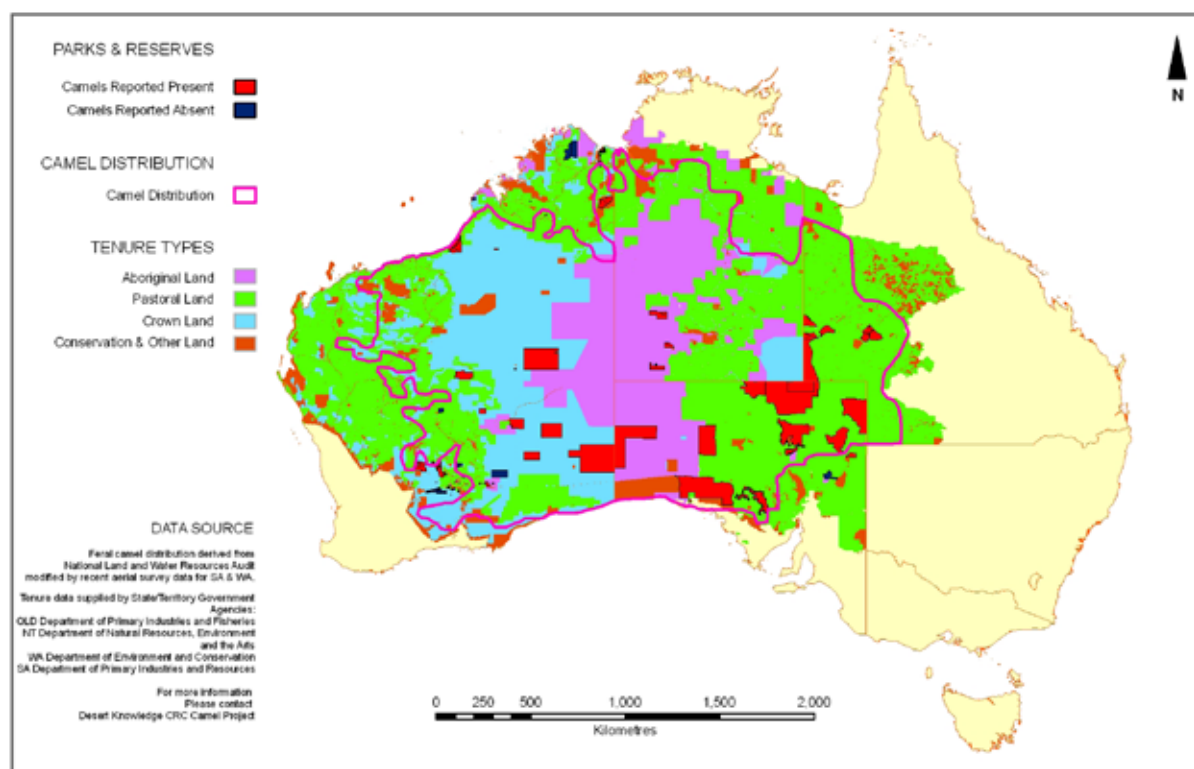 PARKS & RESERVES
Camels Reported Present
Camels Reported Absent
CAMEL DISTRIBUTION
Camel Distribution
TENURE TYPES
Aboriginal Land
Pastoral Land
Crown Land
Conservation & Other Land
N
DATA SOURCE
Feral camel distribution derived from
National Land and Water Resources Audit
modified by recent aerial survey data for SA & WA.
Tenure data supplied by State/Territory Government
Agencies:
QLD Department of Primary Industries and Fisheries
NT Department of Natural Resources, Environment
and the Arts
WA Department of Environment and Conservation
SA Department of Primary Industries and Resources
For more information
Please contact
Desert Knowledge CRC Camel Project
0 250 500 1,000 1,500 2,000
Kilometres